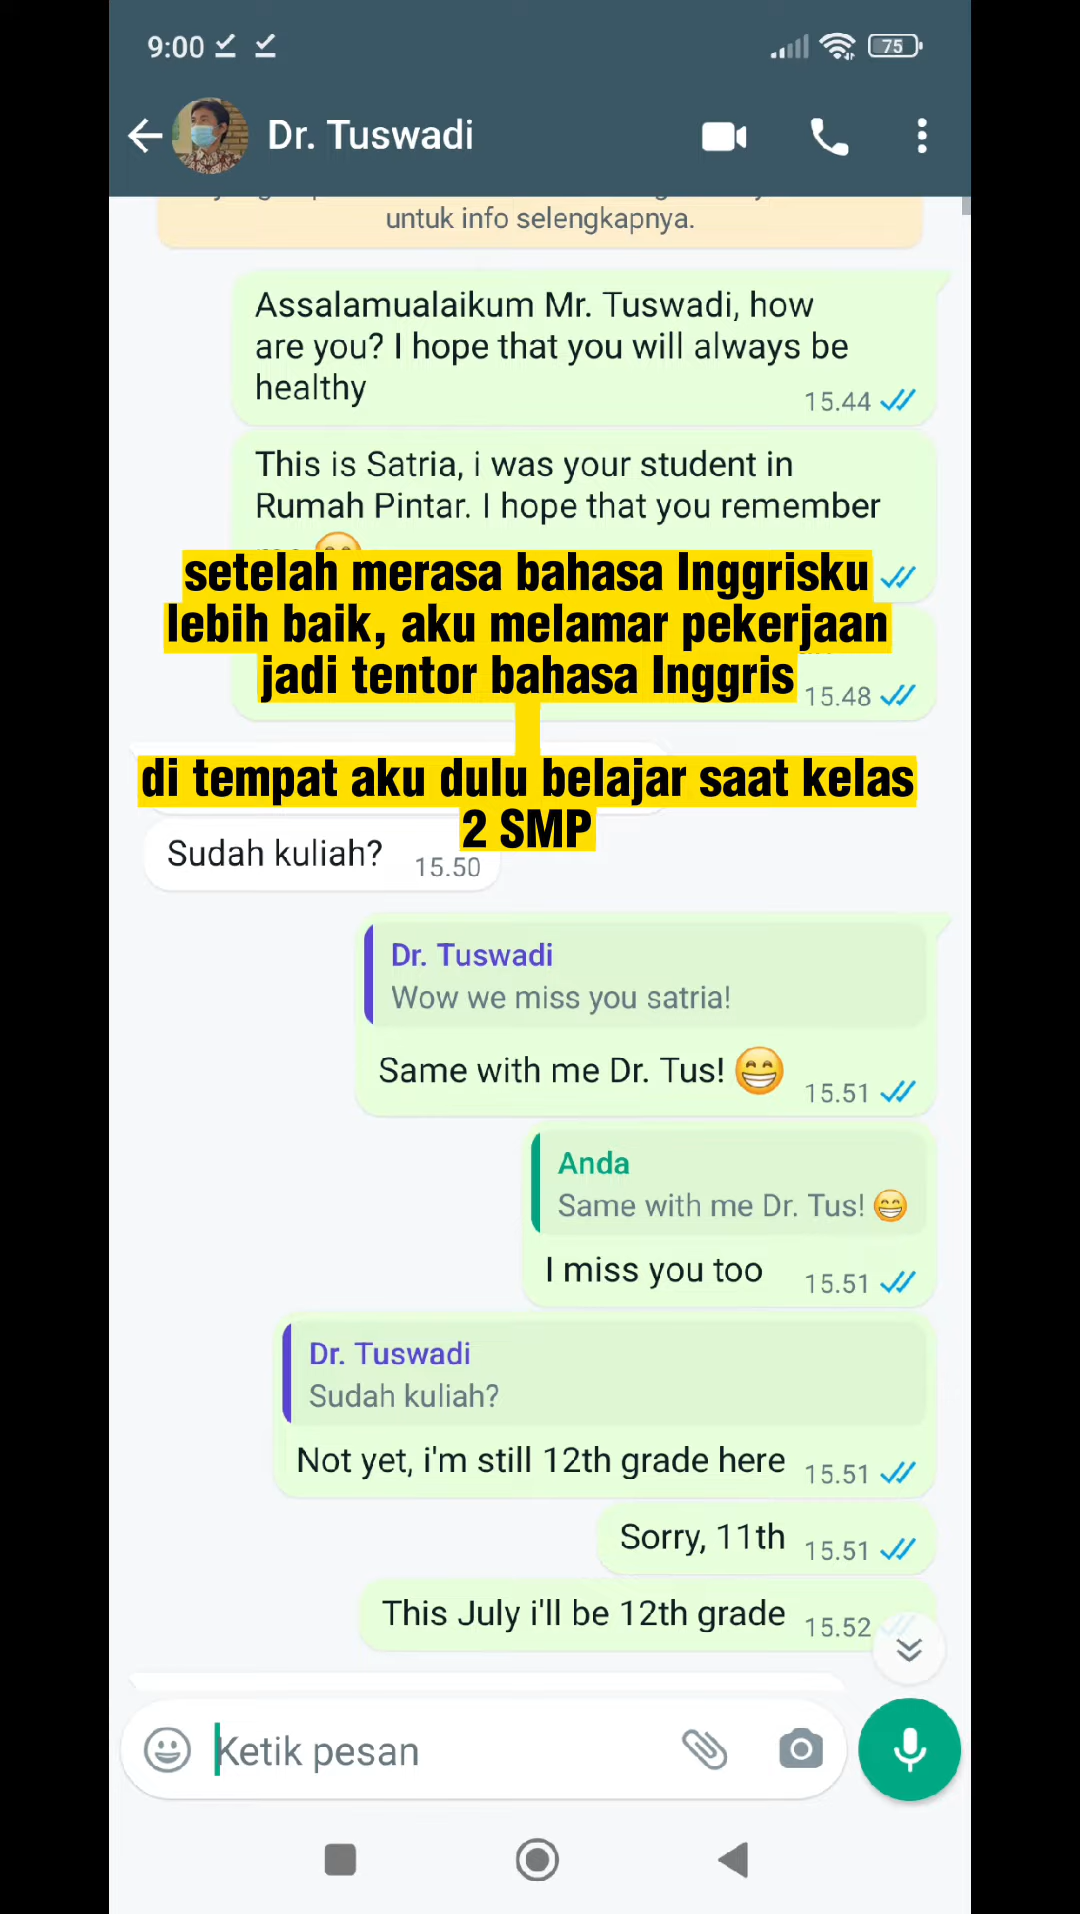 9:00
75
Dr. Tuswadi
untuk info selengkapnya.
Assalamualaikum Mr. Tuswadi, how
are you? I hope that you will always be
healthy
15.44
This is Satria, i was your student in
Rumah Pintar. I hope that you remember
setelah merasa bahasa Inggrisku
lebih baik, aku melamar pekerjaan
jadi tentor bahasa Inggris
15.48
di tempat aku dulu belajar saat kelas
2 SMP
Sudah kuliah?
15.50
Dr. Tuswadi
Wow we miss you satria!
Same with me Dr. Tus! 😁
15.51
Anda
Same with me Dr. Tus! 😁
I miss you too
15.51
Dr. Tuswadi
Sudah kuliah?
Not yet, i'm still 12th grade here
15.51
Sorry, 11th
15.51
This July i'll be 12th grade
15.52
Ketik pesan